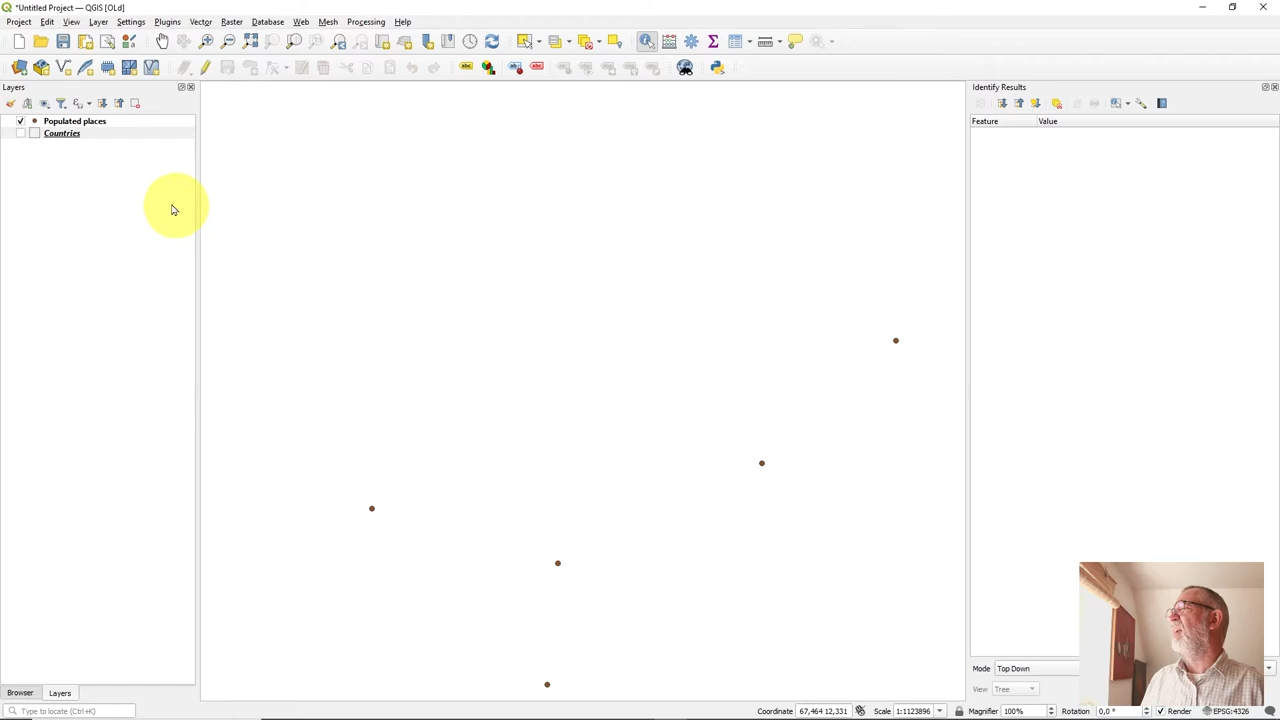 *Untitled Project — QGIS [OLd]
Project Edit View Layer Settings Plugins Vector Raster Database Web Mesh Processing Help
Layers
Identify Results
Populated places
Countries
Feature Value
Mode Top Down
View Tree
Browser Layers
Type to locate (Ctrl+K)
Coordinate 67,464 12,331 Scale 1:1123896 Magnifier 100% Rotation 0,0 ° Render EPSG:4326